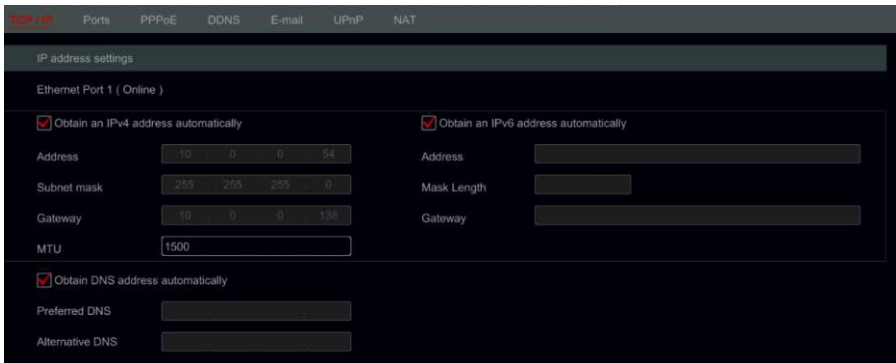 TCP / IP Ports PPPoE DDNS E-mail UPnP NAT
IP address settings
Ethernet Port 1 ( Online )
Obtain an IPv4 address automatically Obtain an IPv6 address automatically
Address 10 . 0 . 0 . 54 Address
Subnet mask 255 . 255 . 255 . 0 Mask Length
Gateway 10 . 0 . 0 . 138 Gateway
MTU 1500
Obtain DNS address automatically
Preferred DNS . . .
Alternative DNS . . .